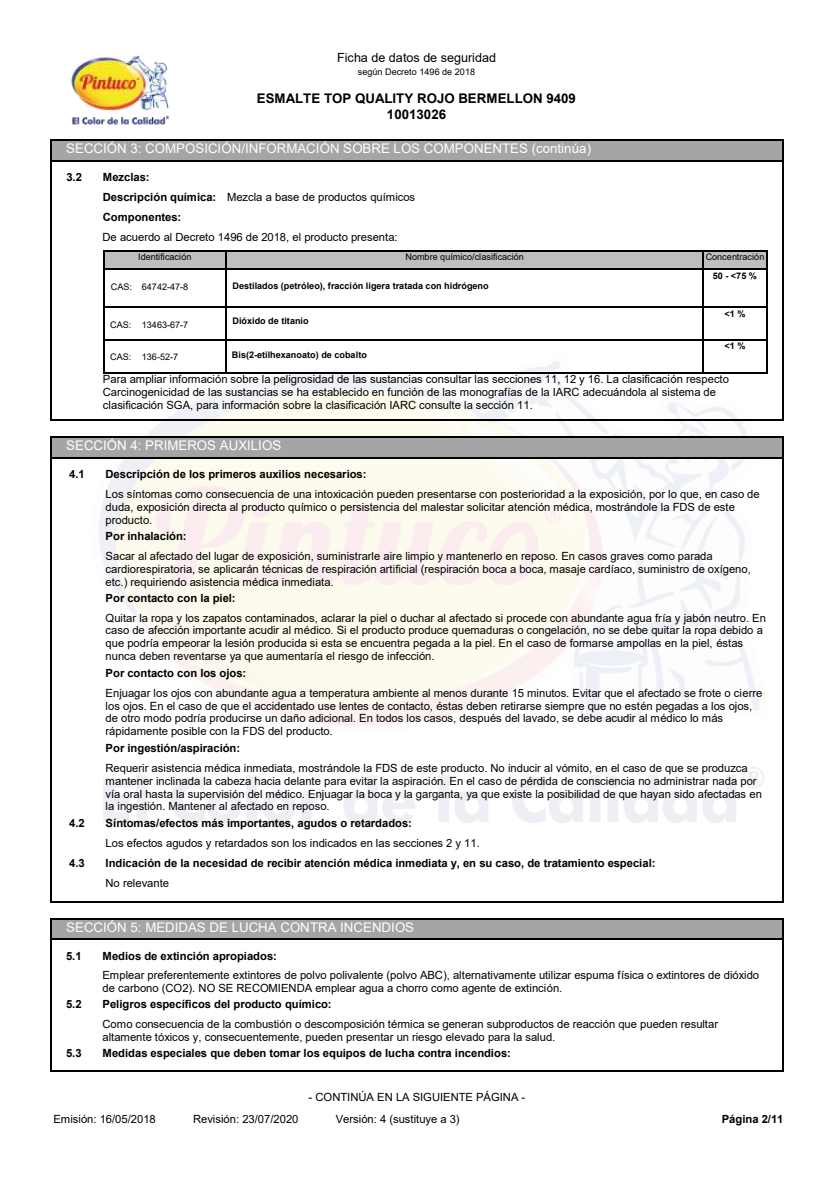 Pintuco®
El Color de la Calidad®
Ficha de datos de seguridad
según Decreto 1496 de 2018
ESMALTE TOP QUALITY ROJO BERMELLON 9409
10013026
SECCIÓN 3: COMPOSICIÓN/INFORMACIÓN SOBRE LOS COMPONENTES (continúa)
3.2 Mezclas:
Descripción química: Mezcla a base de productos químicos
Componentes:
De acuerdo al Decreto 1496 de 2018, el producto presenta:
Identificación Nombre químico/clasificación Concentración
CAS: 64742-47-8 Destilados (petróleo), fracción ligera tratada con hidrógeno 50 - <75 %
CAS: 13463-67-7 Dióxido de titanio <1 %
CAS: 136-52-7 Bis(2-etilhexanoato) de cobalto <1 %
Para ampliar información sobre la peligrosidad de las sustancias consultar las secciones 11, 12 y 16. La clasificación respecto
Carcinogenicidad de las sustancias se ha establecido en función de las monografías de la IARC adecuándola al sistema de
clasificación SGA, para información sobre la clasificación IARC consulte la sección 11.
SECCIÓN 4: PRIMEROS AUXILIOS
4.1 Descripción de los primeros auxilios necesarios:
Los síntomas como consecuencia de una intoxicación pueden presentarse con posterioridad a la exposición, por lo que, en caso de
duda, exposición directa al producto químico o persistencia del malestar solicitar atención médica, mostrándole la FDS de este
producto.
Por inhalación:
Sacar al afectado del lugar de exposición, suministrarle aire limpio y mantenerlo en reposo. En casos graves como parada
cardiorrespiratoria, se aplicarán técnicas de respiración artificial (respiración boca a boca, masaje cardíaco, suministro de oxígeno,
etc.) requiriendo asistencia médica inmediata.
Por contacto con la piel:
Quitar la ropa y los zapatos contaminados, aclarar la piel o duchar al afectado si procede con abundante agua fría y jabón neutro. En
caso de afección importante acudir al médico. Si el producto produce quemaduras o congelación, no se debe quitar la ropa debido a
que podría empeorar la lesión producida si esta se encuentra pegada a la piel. En el caso de formarse ampollas en la piel, éstas
nunca deben reventarse ya que aumentaría el riesgo de infección.
Por contacto con los ojos:
Enjuagar los ojos con abundante agua a temperatura ambiente al menos durante 15 minutos. Evitar que el afectado se frote o cierre
los ojos. En el caso de que el accidentado use lentes de contacto, éstas deben retirarse siempre que no estén pegadas a los ojos,
de otro modo podría producirse un daño adicional. En todos los casos, después del lavado, se debe acudir al médico lo más
rápidamente posible con la FDS del producto.
Por ingestión/aspiración:
Requerir asistencia médica inmediata, mostrándole la FDS de este producto. No inducir al vómito, en el caso de que se produzca
mantener inclinada la cabeza hacia delante para evitar la aspiración. En el caso de pérdida de consciencia no administrar nada por
vía oral hasta la supervisión del médico. Enjuagar la boca y la garganta, ya que existe la posibilidad de que hayan sido afectadas en
la ingestión. Mantener al afectado en reposo.
4.2 Síntomas/efectos más importantes, agudos o retardados:
Los efectos agudos y retardados son los indicados en las secciones 2 y 11.
4.3 Indicación de la necesidad de recibir atención médica inmediata y, en su caso, de tratamiento especial:
No relevante
SECCIÓN 5: MEDIDAS DE LUCHA CONTRA INCENDIOS
5.1 Medios de extinción apropiados:
Emplear preferentemente extintores de polvo polivalente (polvo ABC), alternativamente utilizar espuma física o extintores de dióxido
de carbono (CO2). NO SE RECOMIENDA emplear agua a chorro como agente de extinción.
5.2 Peligros específicos del producto químico:
Como consecuencia de la combustión o descomposición térmica se generan subproductos de reacción que pueden resultar
altamente tóxicos y, consecuentemente, pueden presentar un riesgo elevado para la salud.
5.3 Medidas especiales que deben tomar los equipos de lucha contra incendios:
- CONTINÚA EN LA SIGUIENTE PÁGINA -
Emisión: 16/05/2018 Revisión: 23/07/2020 Versión: 4 (sustituye a 3) Página 2/11